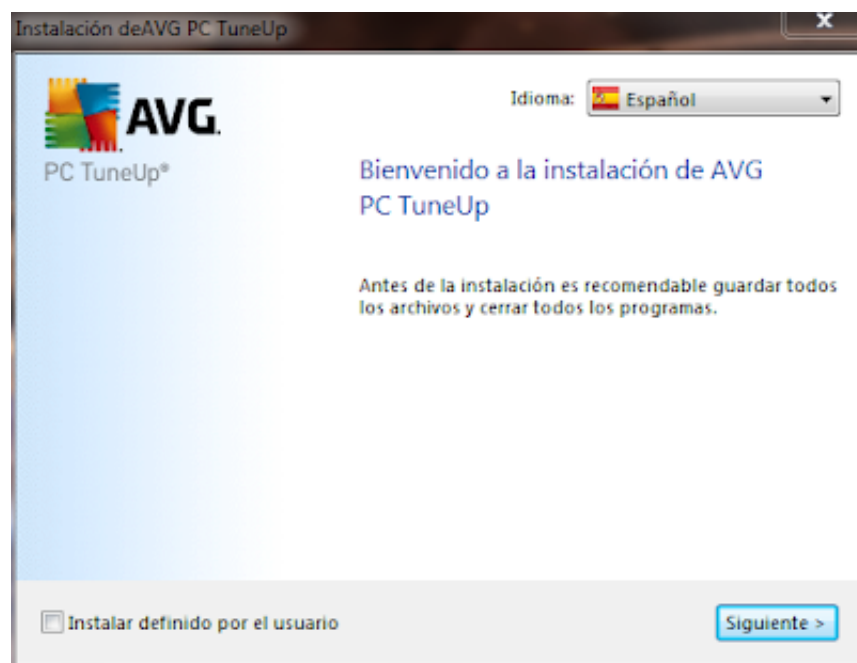 Instalación deAVG PC TuneUp
AVG.
PC TuneUp®
Idioma: Español
Bienvenido a la instalación de AVG
PC TuneUp
Antes de la instalación es recomendable guardar todos
los archivos y cerrar todos los programas.
Instalar definido por el usuario
Siguiente >